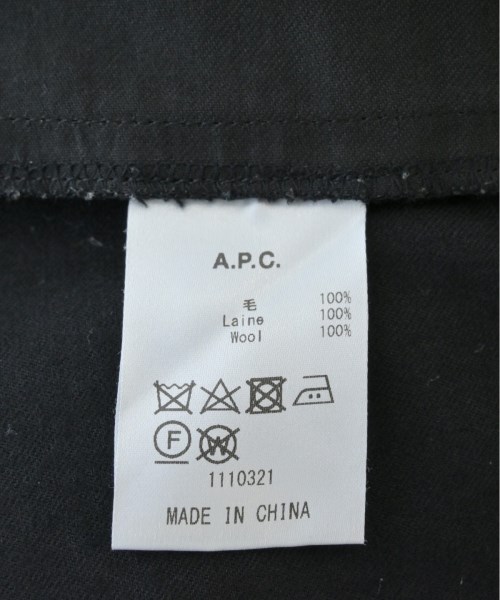 A.P.C.
毛 100%
Laine 100%
Wool 100%
F W
1110321
MADE IN CHINA